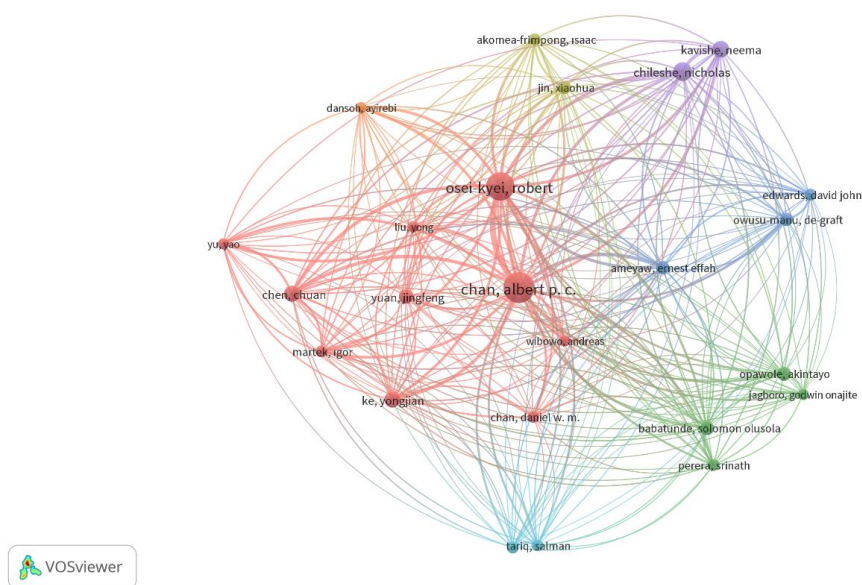 akomea-frimpong, isaac
kavishe, neema
chileshe, nicholas
jin, xiaohua
dansoh, ayirebi
osei-kyei, robert
edwards, david john
owusu-manu, de-graft
liu, yong
yu, yao
ameyaw, ernest effah
chan, albert p. c.
chen, chuan
yuan, jingfeng
wibowo, andreas
martek, igor
opawole, akintayo
jagboro, godwin onajite
ke, yongjian
chan, daniel w. m.
babatunde, solomon olusola
perera, srinath
tariq, salman
VOSviewer